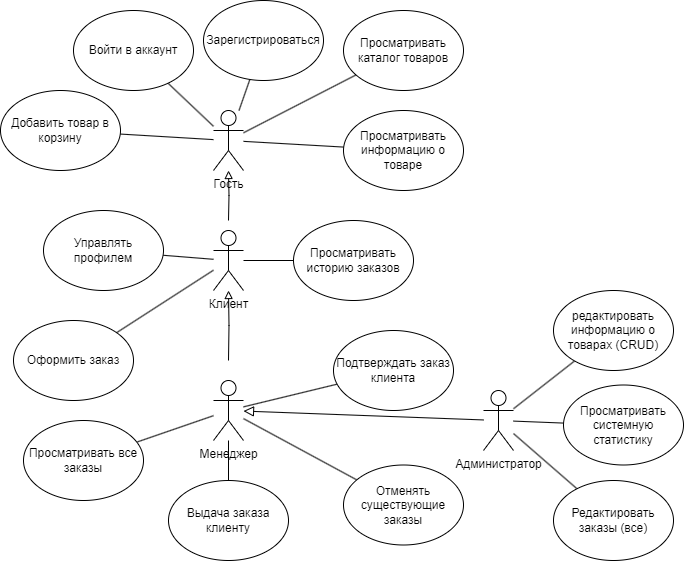 Войти в аккаунт
Зарегистрироваться
Просматривать
каталог товаров
Добавить товар в
корзину
Просматривать
информацию о
товаре
Гость
Управлять
профилем
Просматривать
историю заказов
Клиент
Оформить заказ
редактировать
информацию о
товарах (CRUD)
Подтверждать заказ
клиента
Просматривать
системную
статистику
Просматривать все
заказы
Менеджер
Администратор
Отменять
существующие
заказы
Выдача заказа
клиенту
Редактировать
заказы (все)